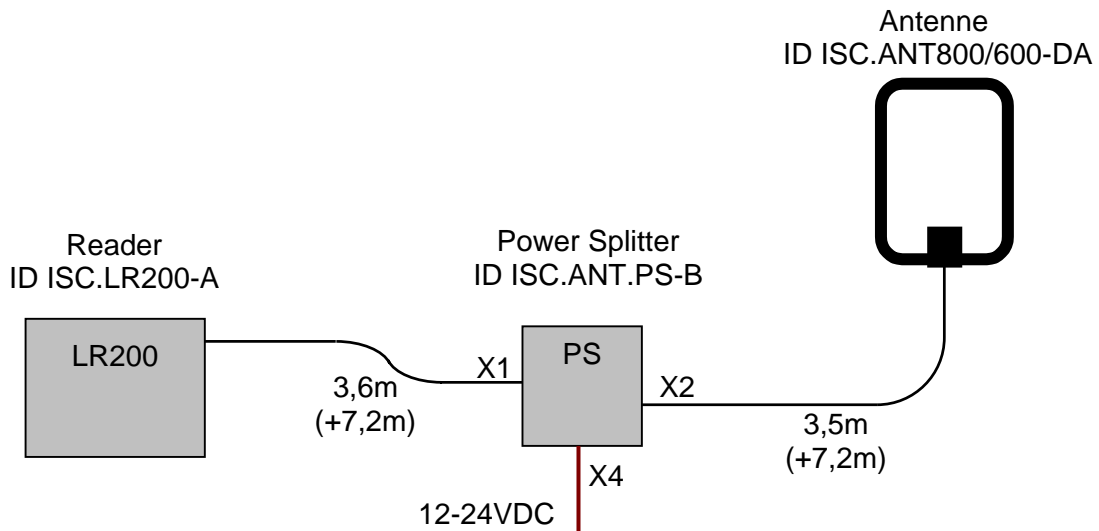 Antenne
ID ISC.ANT800/600-DA
Reader
ID ISC.LR200-A
Power Splitter
ID ISC.ANT.PS-B
LR200
PS
X1
X2
3,6m
(+7,2m)
3,5m
(+7,2m)
X4
12-24VDC